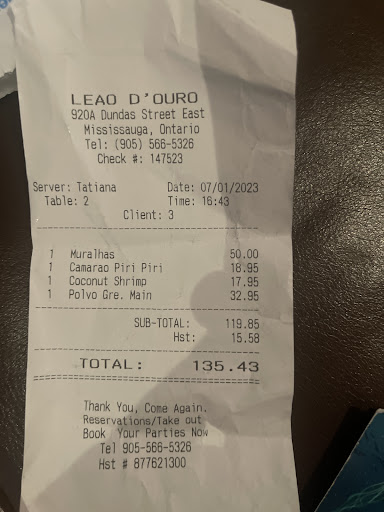 LEAO D'OURO
920A Dundas Street East
Mississauga, Ontario
Tel: (905) 566-5326
Check #: 147523
Server: Tatiana Date: 07/01/2023
Table: 2 Time: 16:43
Client: 3
1 Muralhas 50.00
1 Camarao Piri Piri 18.95
1 Coconut Shrimp 17.95
1 Polvo Gre. Main 32.95
SUB-TOTAL: 119.85
Hst: 15.58
TOTAL: 135.43
Thank You, Come Again.
Reservations/Take out
Book Your Parties Now
Tel 905-566-5326
Hst # 877621300